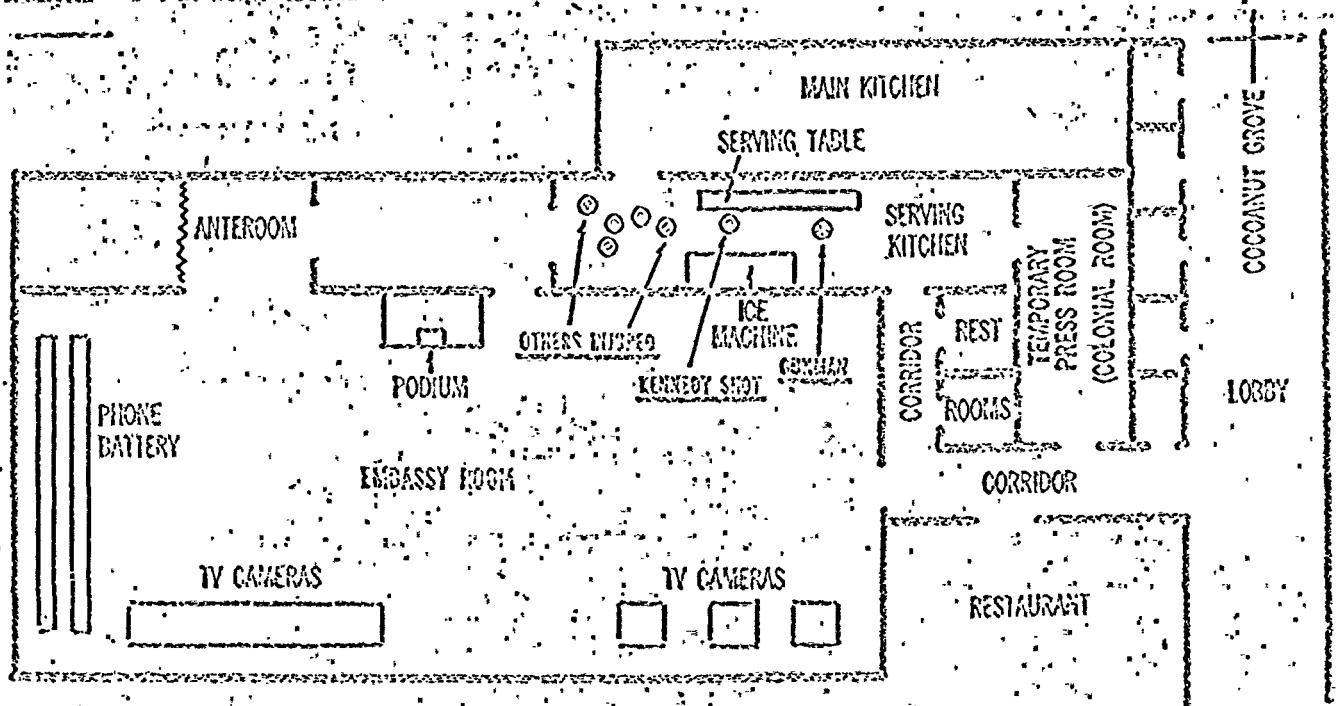 MAIN KITCHEN
SERVING TABLE
COCOANUT GROVE
ANTEROOM
SERVING
KITCHEN
TEMPORARY
PRESS ROOM
(COLONIAL ROOM)
ICE
MACHINE
OTHERS
KENNEDY SHOT
GUNMAN
PODIUM
CORRIDOR
REST
ROOMS
LOBBY
PHONE
BATTERY
EMBASSY ROOM
CORRIDOR
TV CAMERAS
TV CAMERAS
RESTAURANT